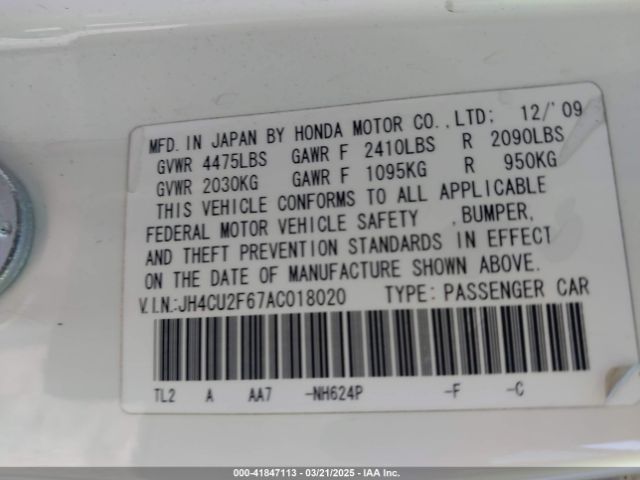 MFD. IN JAPAN BY HONDA MOTOR CO., LTD: 12/'09
GVWR 4475LBS GAWR F 2410LBS R 2090LBS
GVWR 2030KG GAWR F 1095KG R 950KG
THIS VEHICLE CONFORMS TO ALL APPLICABLE
FEDERAL MOTOR VEHICLE SAFETY ,BUMPER,
AND THEFT PREVENTION STANDARDS IN EFFECT
ON THE DATE OF MANUFACTURE SHOWN ABOVE.
V.I.N.:JH4CU2F67AC018020 TYPE: PASSENGER CAR
TL2 A AA7 -NH624P -F -C
000-41847113 - 03/21/2025 - IAA Inc.